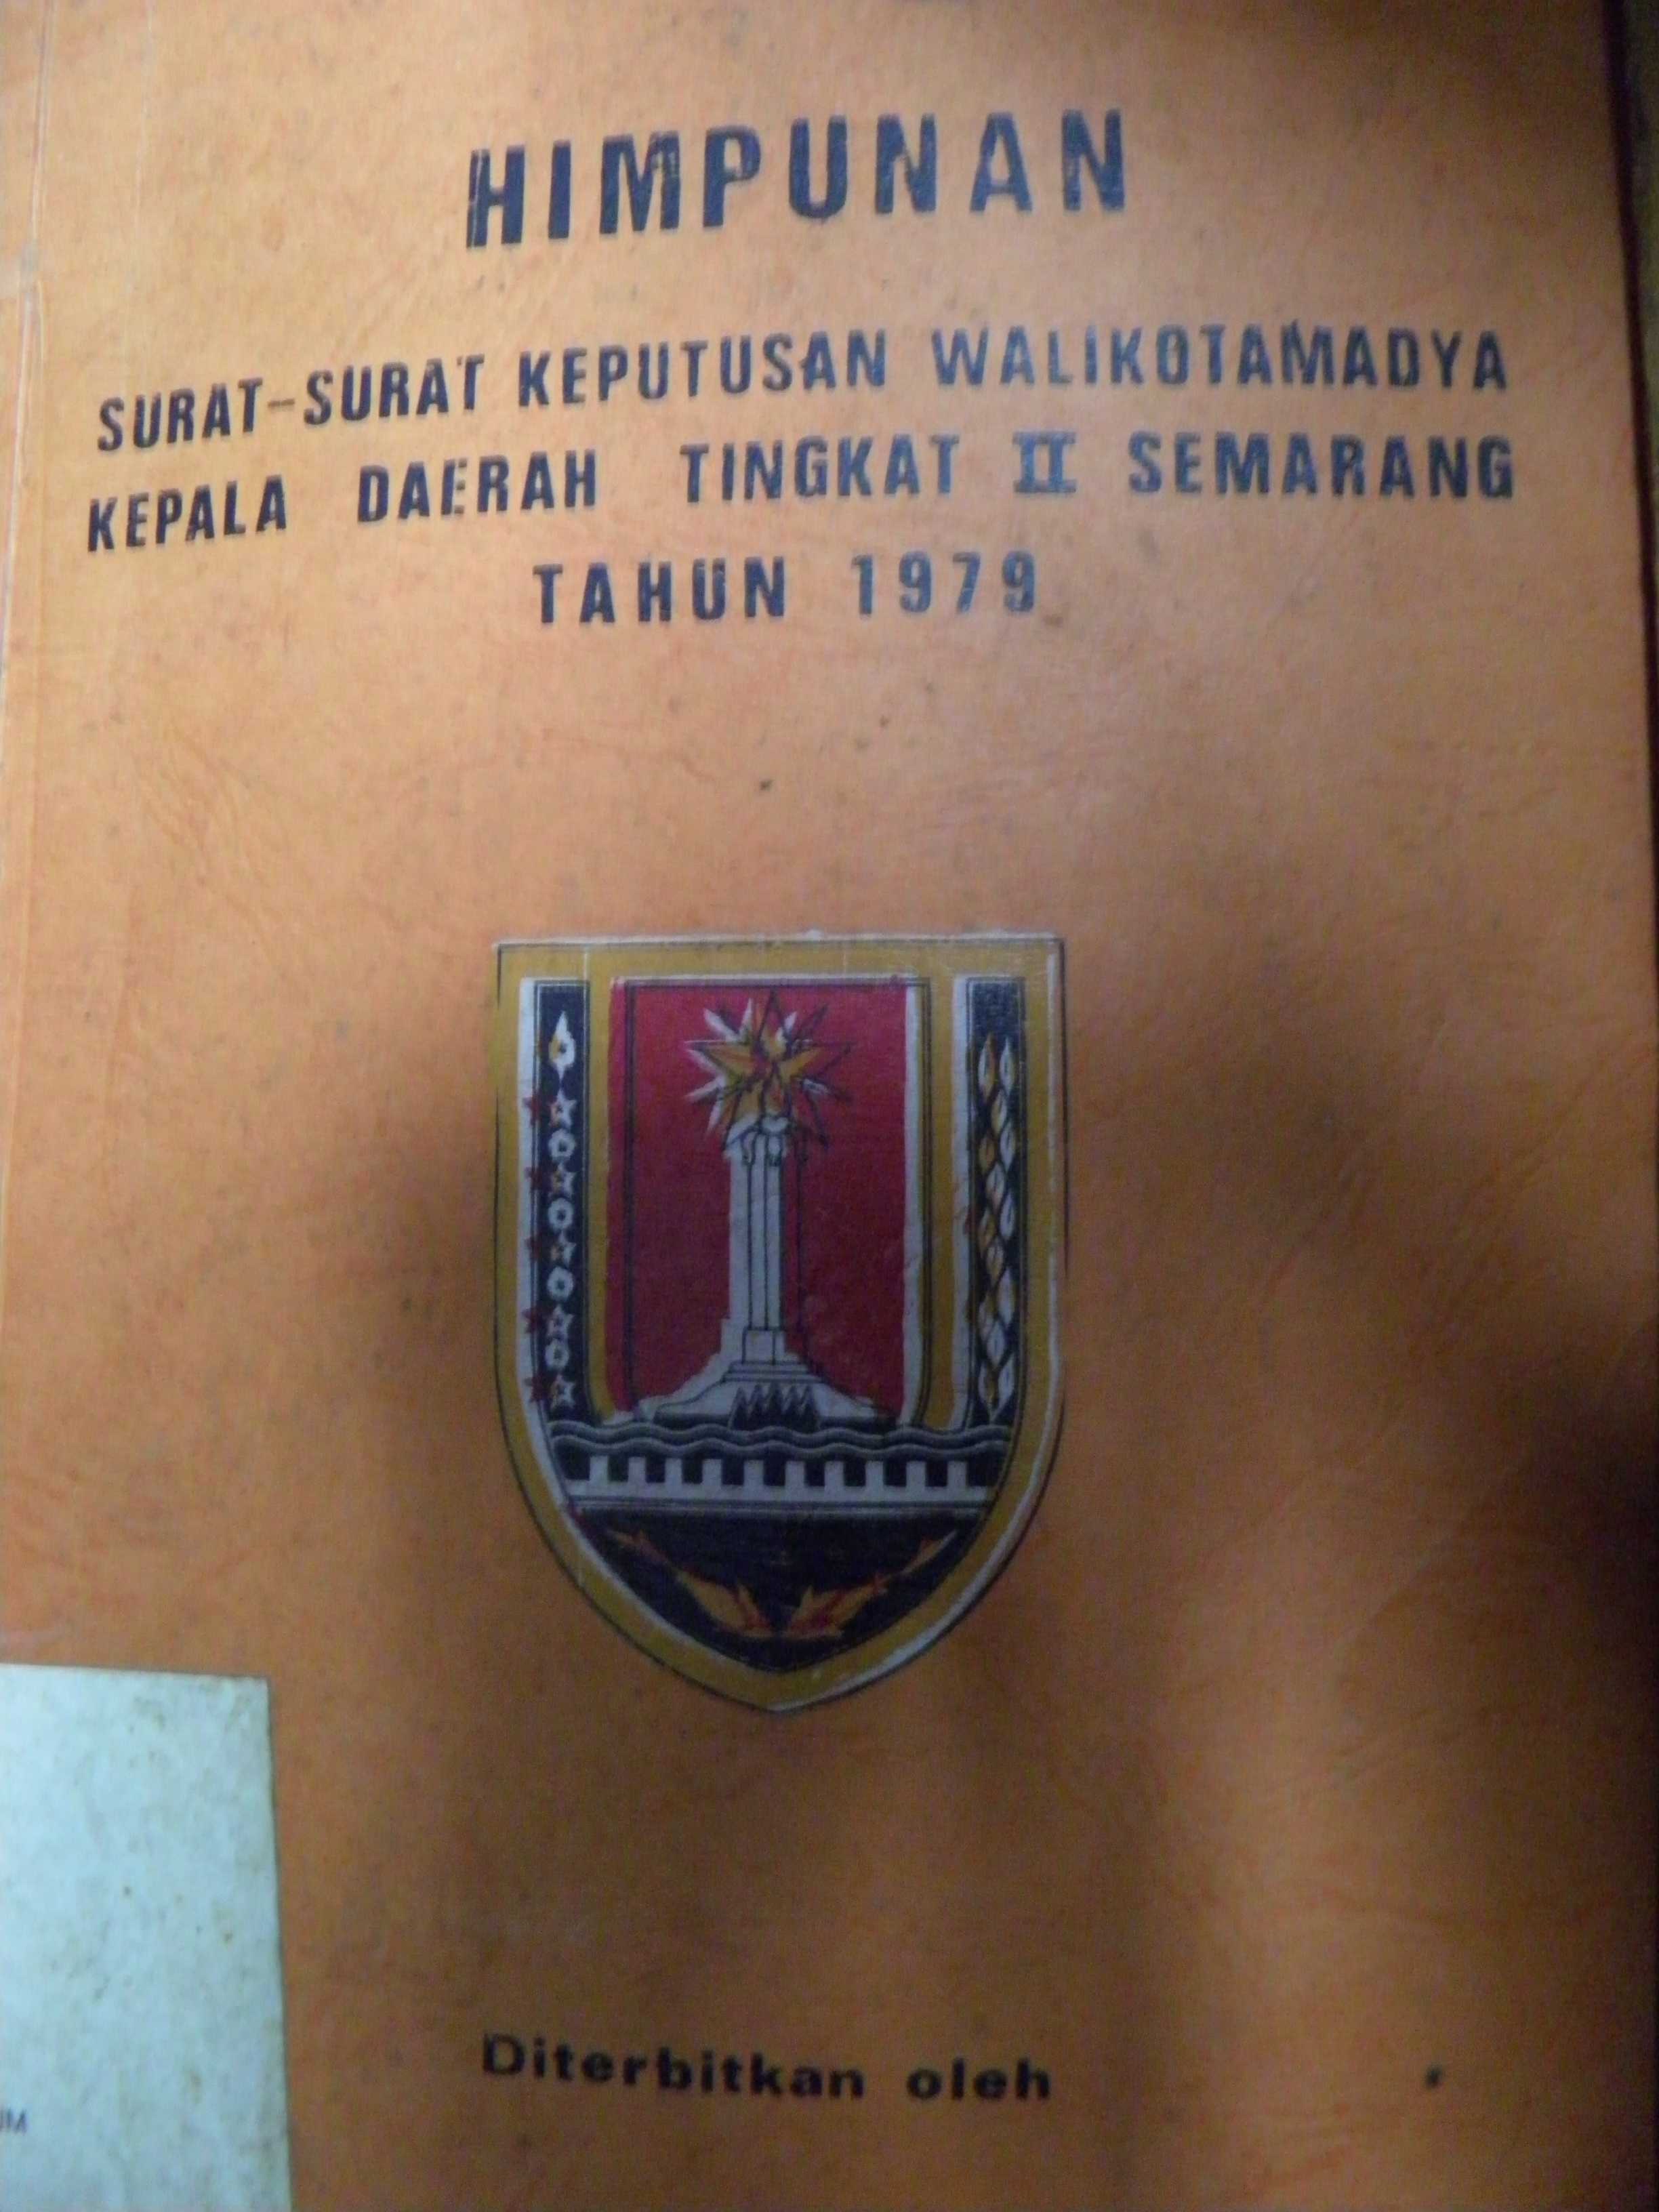 HIMPUNAN
SURAT-SURAT KEPUTUSAN WALIKOTAMADYA
KEPALA DAERAH TINGKAT II SEMARANG
TAHUN 1979
Diterbitkan oleh